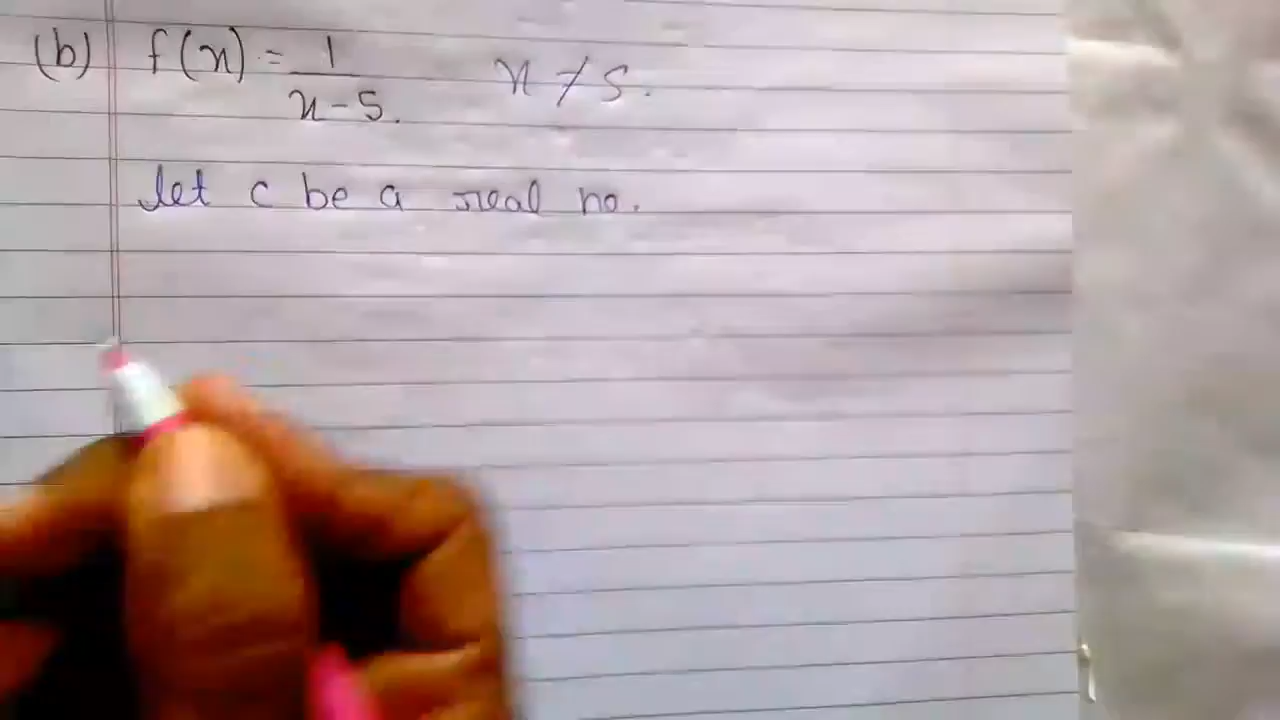 (b) f(x) = 1/x-5. x ≠ 5.
let c be a real no.